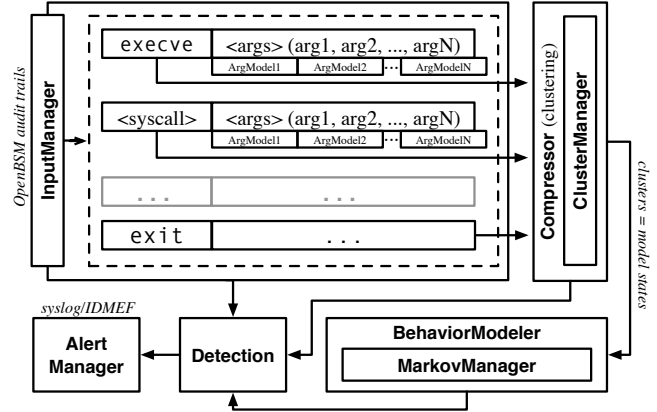 OpenBSM audit trails
InputManager
execve <args> (arg1, arg2, ..., argN)
ArgModel1 ArgModel2 ... ArgModelN
<syscall> <args> (arg1, arg2, ..., argN)
ArgModel1 ArgModel2 ... ArgModelN
... ...
exit ...
Compressor (clustering)
ClusterManager
clusters = model states
syslog/IDMEF
Alert
Manager
Detection
BehaviorModeler
MarkovManager